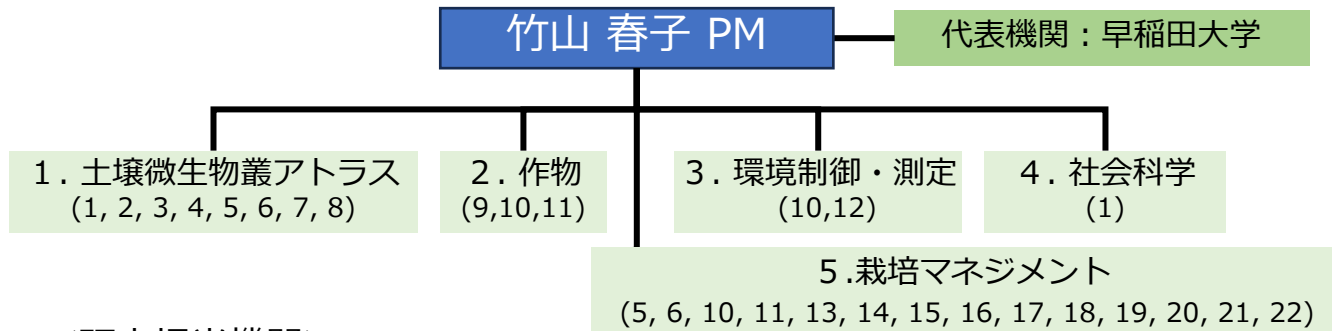 竹山 春子 PM
代表機関：早稲田大学
１. 土壌微生物叢アトラス
(1, 2, 3, 4, 5, 6, 7, 8)
２. 作物
(9,10,11)
３. 環境制御・測定
(10,12)
４. 社会科学
(1)
５.栽培マネジメント
(5, 6, 10, 11, 13, 14, 15, 16, 17, 18, 19, 20, 21, 22)